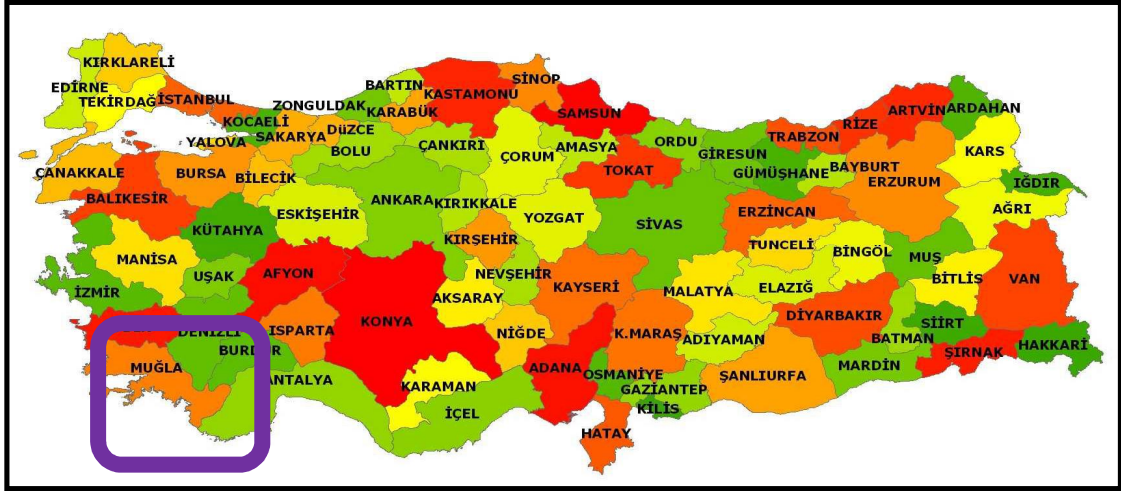 KIRKLARELİ
EDİRNE
TEKİRDAĞ
İSTANBUL
KOCAELİ
YALOVA
SAKARYA
ZONGULDAK
DüZCE
BOLU
BARTIN
KARABÜK
KASTAMONU
SİNOP
SAMSUN
ÇANKIRI
ÇORUM
AMASYA
TOKAT
ORDU
GİRESUN
GÜMÜŞHANE
TRABZON
RİZE
ARTVİN
ARDAHAN
BAYBURT
ERZURUM
KARS
IĞDIR
AĞRI
ÇANAKKALE
BALIKESİR
BURSA
BİLECİK
ESKİŞEHİR
ANKARA
KIRIKKALE
YOZGAT
SİVAS
ERZİNCAN
TUNCELİ
BİNGÖL
MUŞ
BİTLİS
VAN
KÜTAHYA
MANİSA
UŞAK
AFYON
İZMİR
KIRŞEHİR
NEVŞEHİR
AKSARAY
KAYSERİ
MALATYA
ELAZIĞ
DİYARBAKIR
BATMAN
SİİRT
ŞIRNAK
HAKKARİ
DENİZLİ
BURDUR
ISPARTA
KONYA
NİĞDE
K.MARAŞ
ADIYAMAN
ŞANLIURFA
MARDİN
MUĞLA
ANTALYA
KARAMAN
İÇEL
ADANA
OSMANİYE
GAZİANTEP
KİLİS
HATAY